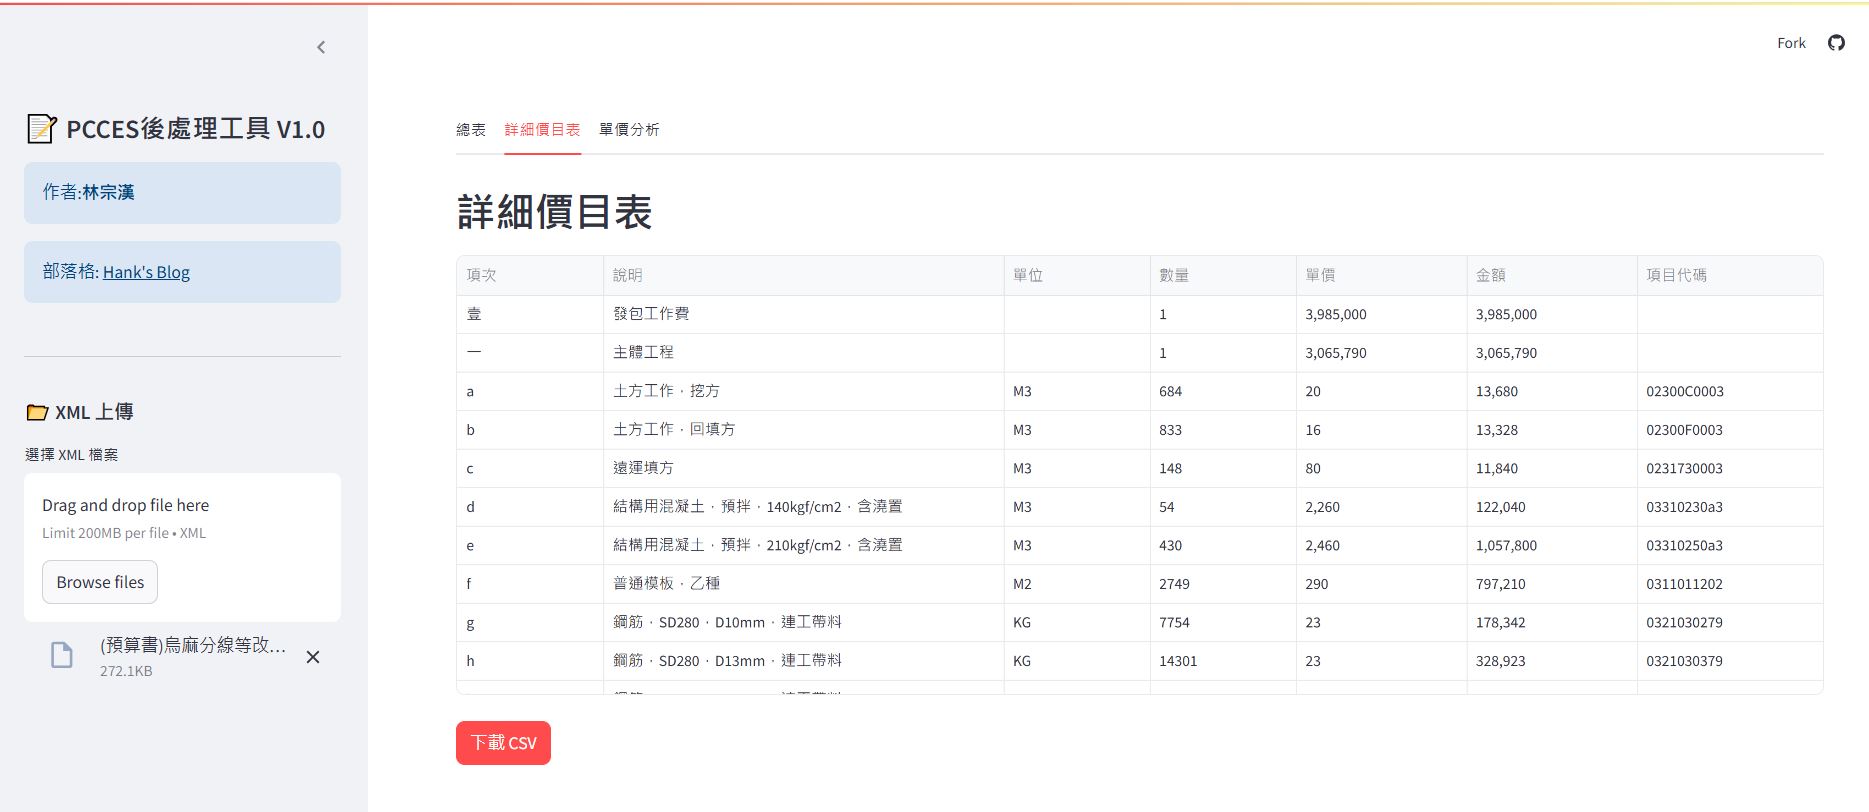 Fork
PCCES後處理工具 V1.0
作者:林宗漢
部落格: Hank's Blog
XML 上傳
選擇 XML 檔案
Drag and drop file here
Limit 200MB per file • XML
Browse files
(預算書)烏麻分線等改...
272.1KB
總表 詳細價目表 單價分析
詳細價目表
項次 說明 單位 數量 單價 金額 項目代碼
壹 發包工作費 1 3,985,000 3,985,000
一 主體工程 1 3,065,790 3,065,790
a 土方工作，挖方 M3 684 20 13,680 02300C0003
b 土方工作，回填方 M3 833 16 13,328 02300F0003
c 遠運填方 M3 148 80 11,840 0231730003
d 結構用混凝土，預拌，140kgf/cm2，含澆置 M3 54 2,260 122,040 03310230a3
e 結構用混凝土，預拌，210kgf/cm2，含澆置 M3 430 2,460 1,057,800 03310250a3
f 普通模板，乙種 M2 2749 290 797,210 0311011202
g 鋼筋，SD280，D10mm，連工帶料 KG 7754 23 178,342 0321030279
h 鋼筋，SD280，D13mm，連工帶料 KG 14301 23 328,923 0321030379
下載 CSV